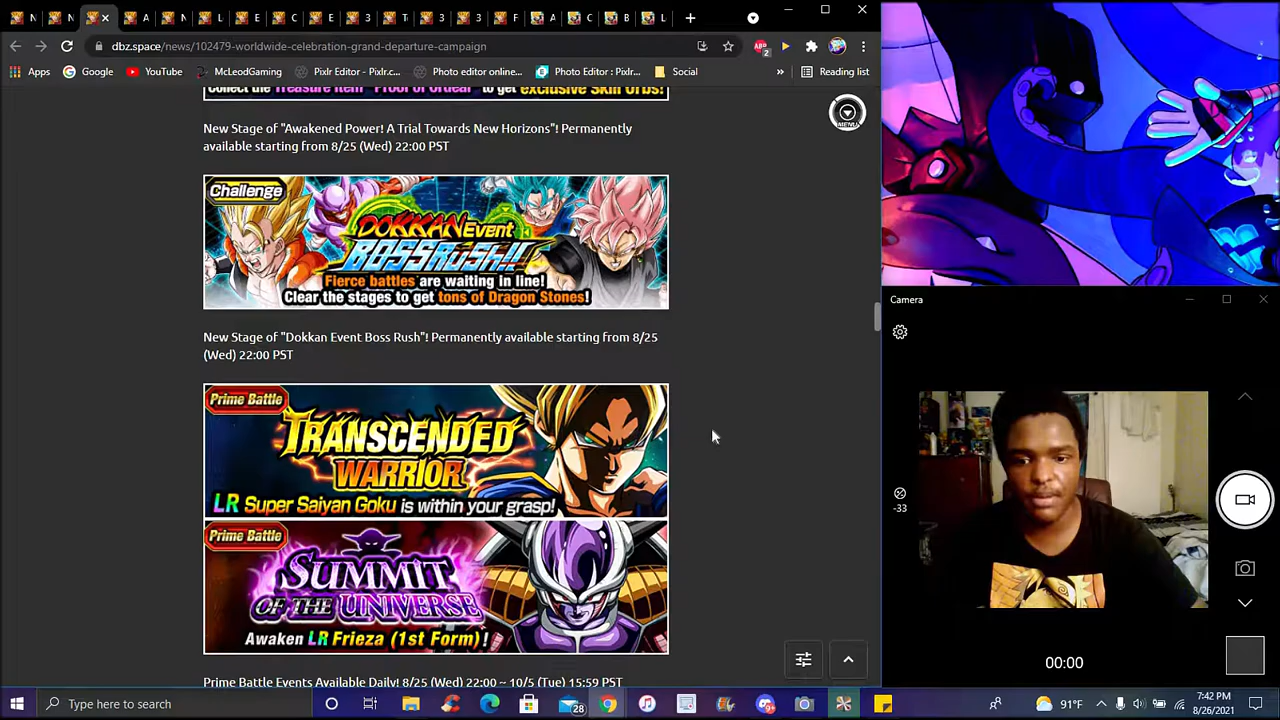 dbz.space/news/102479-worldwide-celebration-grand-departure-campaign
Apps
Google
YouTube
McLeodGaming
Pixlr Editor - Pixlr.c...
Photo editor online...
Photo Editor : Pixlr...
Social
»
Reading list
Collect the Treasure Item "Proof of Ordeal" to get exclusive Skill Orbs!
MENU
New Stage of "Awakened Power! A Trial Towards New Horizons"! Permanently
available starting from 8/25 (Wed) 22:00 PST
Challenge
DOKKAN EVENT
BOSS RUSH!!
Fierce battles are waiting in line!
Clear the stages to get tons of Dragon Stones!
New Stage of "Dokkan Event Boss Rush"! Permanently available starting from 8/25
(Wed) 22:00 PST
Prime Battle
TRANSCENDED
WARRIOR
LR Super Saiyan Goku is within your grasp!
Prime Battle
SUMMIT
OF THE UNIVERSE
Awaken LR Frieza (1st Form)!
Prime Battle Events Available Daily! 8/25 (Wed) 22:00 ~ 10/5 (Tue) 15:59 PST
Camera
-33
00:00
Type here to search
28
91°F
7:42 PM
8/26/2021